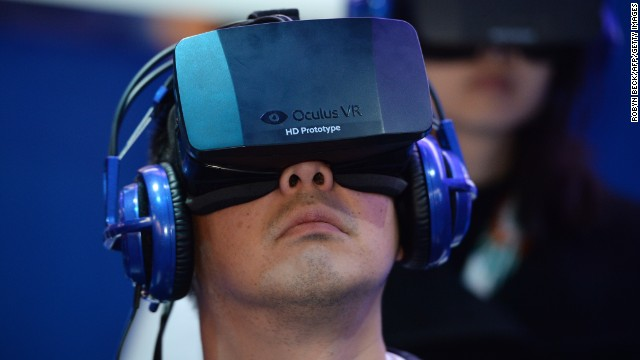 Oculus VR
HD Prototype
ROBYN BECK/AFP/GETTY IMAGES